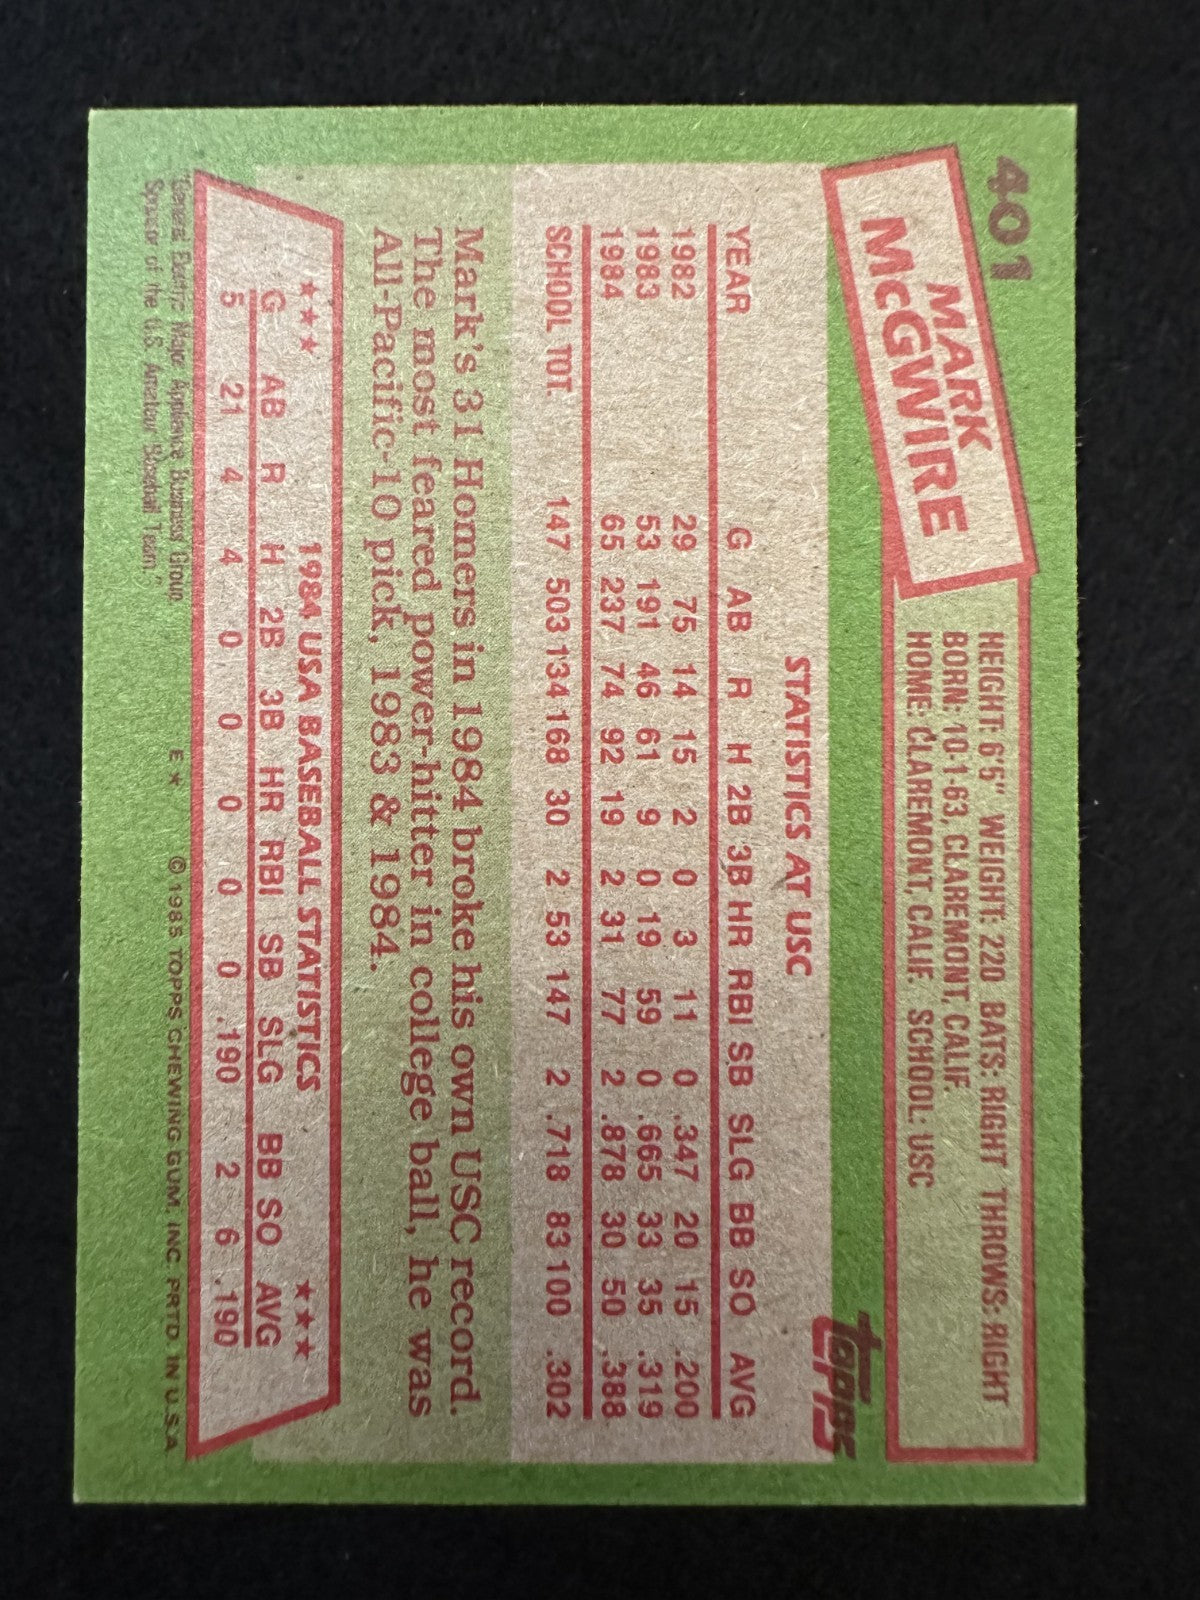 401
MARK
McGWIRE
HEIGHT: 6'5" WEIGHT: 220 BATS: RIGHT THROWS: RIGHT
BORN: 10-1-63, CLAREMONT, CALIF.
HOME: CLAREMONT, CALIF. SCHOOL: USC
TOPPS
STATISTICS AT USC
YEAR G AB R H 2B 3B HR RBI SB SLG BB SO AVG
1982 29 75 14 15 2 0 3 11 0 .347 20 15 .200
1983 53 191 46 61 9 0 19 59 0 .665 33 35 .319
1984 65 237 74 92 19 2 31 77 2 .878 30 50 .388
SCHOOL TOT. 147 503 134 168 30 2 53 147 2 .718 83 100 .302
Mark's 31 Homers in 1984 broke his own USC record.
The most feared power-hitter in college ball, he was
All-Pacific-10 pick, 1983 & 1984.
★★★ 1984 USA BASEBALL STATISTICS ★★★
G AB R H 2B 3B HR RBI SB SLG BB SO AVG
5 21 4 4 0 0 0 0 0 .190 2 6 .190
General Electric Major Appliance Business Group,
Sponsor of the U.S. Amateur Baseball Team."
E ★ © 1985 TOPPS CHEWING GUM, INC. PRTD. IN U.S.A.